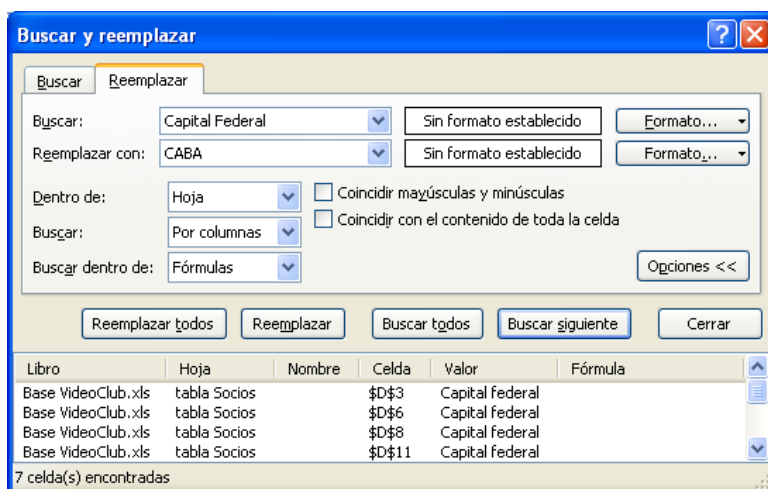 Buscar y reemplazar
Buscar Reemplazar
Buscar: Capital Federal Sin formato establecido Formato...
Reemplazar con: CABA Sin formato establecido Formato...
Dentro de: Hoja Coincidir mayúsculas y minúsculas
Coincidir con el contenido de toda la celda
Buscar: Por columnas
Buscar dentro de: Fórmulas Opciones <<
Reemplazar todos Reemplazar Buscar todos Buscar siguiente Cerrar
Libro Hoja Nombre Celda Valor Fórmula
Base VideoClub.xls tabla Socios $D$3 Capital federal
Base VideoClub.xls tabla Socios $D$6 Capital federal
Base VideoClub.xls tabla Socios $D$8 Capital federal
Base VideoClub.xls tabla Socios $D$11 Capital federal
7 celda(s) encontradas